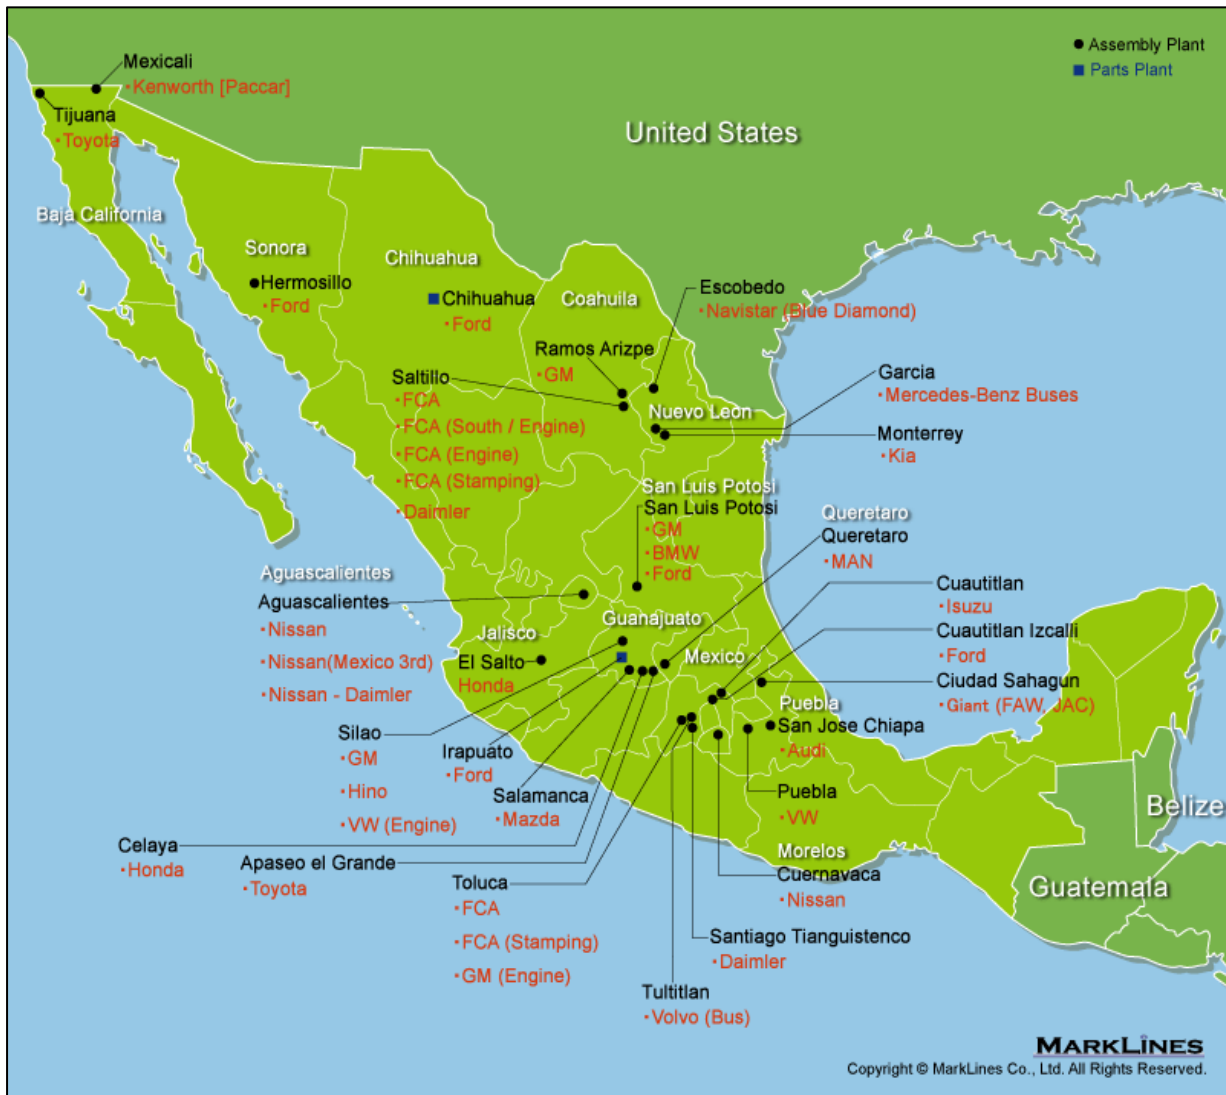 Mexicali
・Kenworth [Paccar]
Tijuana
・Toyota
● Assembly Plant
■ Parts Plant
United States
Baja California
Sonora
Hermosillo
・Ford
Chihuahua
Chihuahua
・Ford
Coahuila
Escobedo
・Navistar (Blue Diamond)
Ramos Arizpe
・GM
Saltillo
・FCA
・FCA (South / Engine)
・FCA (Engine)
・FCA (Stamping)
・Daimler
Nuevo Leon
Garcia
・Mercedes-Benz Buses
Monterrey
・Kia
San Luis Potosi
San Luis Potosi
・GM
・BMW
・Ford
Queretaro
Queretaro
・MAN
Aguascalientes
Aguascalientes
・Nissan
・Nissan(Mexico 3rd)
・Nissan - Daimler
Guanajuato
Jalisco
El Salto
Honda
Mexico
Cuautitlan
・Isuzu
Cuautitlan Izcalli
・Ford
Ciudad Sahagun
・Giant (FAW, JAC)
Puebla
San Jose Chiapa
・Audi
Silao
・GM
・Hino
・VW (Engine)
Irapuato
・Ford
Salamanca
・Mazda
Puebla
・VW
Belize
Celaya
・Honda
Apaseo el Grande
・Toyota
Toluca
・FCA
・FCA (Stamping)
・GM (Engine)
Morelos
Cuernavaca
・Nissan
Guatemala
Santiago Tianguistenco
・Daimler
Tultitlan
・Volvo (Bus)
MARKLINES
Copyright © MarkLines Co., Ltd. All Rights Reserved.